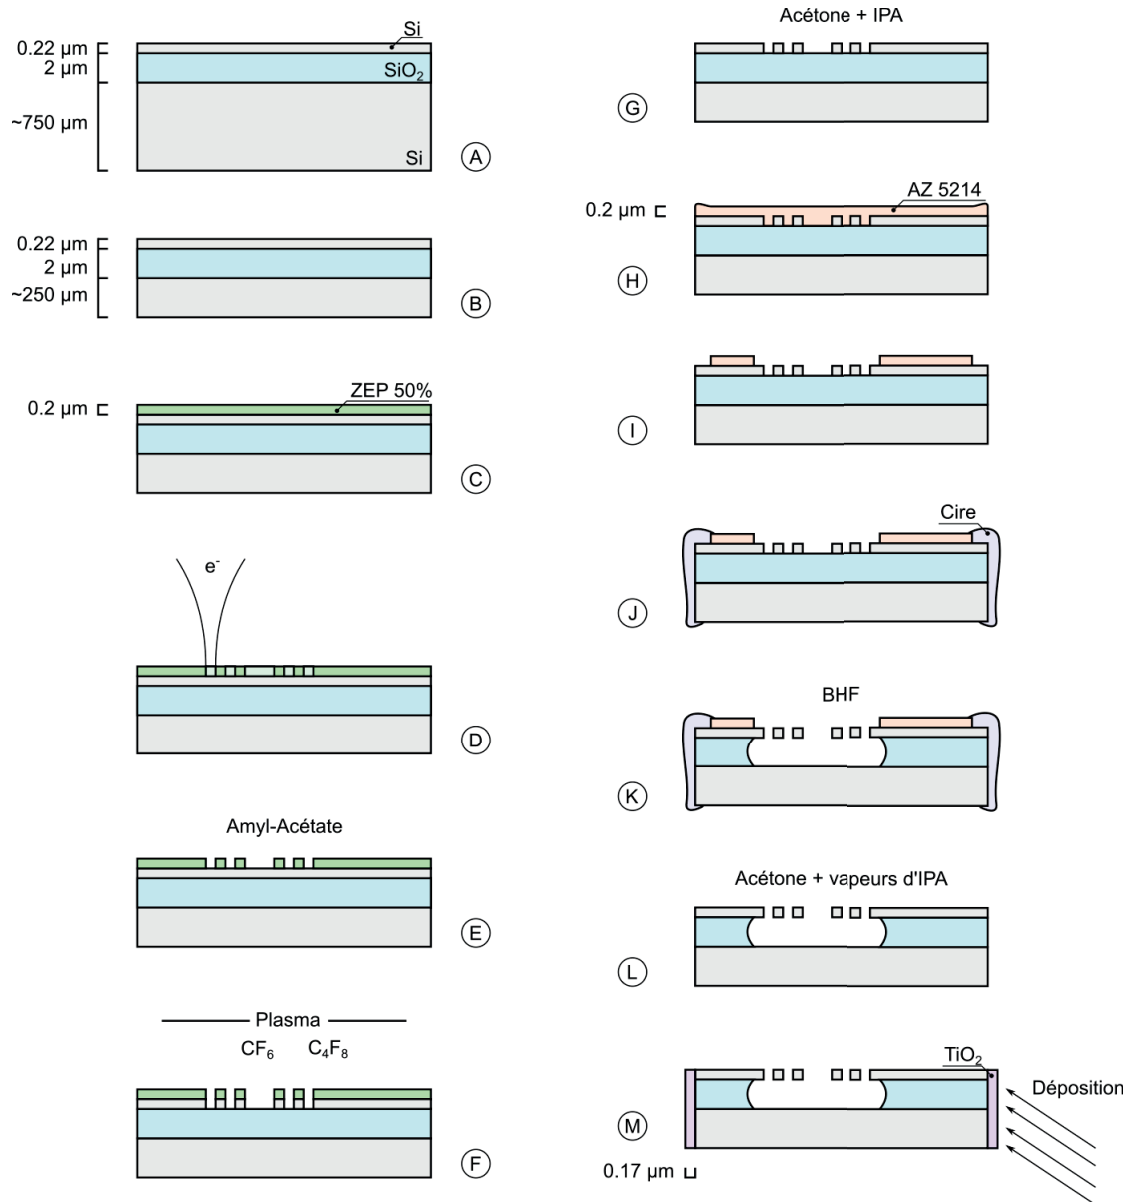 Si
0.22 µm
2 µm
SiO2
~750 µm
Si
A
0.22 µm
2 µm
~250 µm
B
ZEP 50%
0.2 µm
C
e-
D
Amyl-Acétate
E
Plasma
CF6 C4F8
F
Acétone + IPA
G
AZ 5214
0.2 µm
H
I
Cire
J
BHF
K
Acétone + vapeurs d'IPA
L
TiO2
Déposition
M
0.17 µm